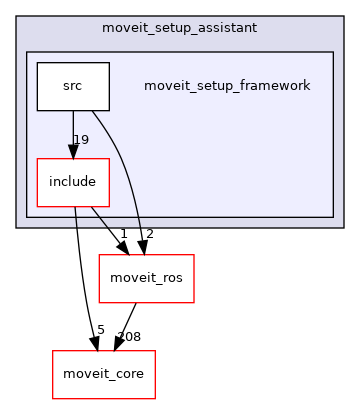 moveit_setup_assistant
src
moveit_setup_framework
19
include
1
2
moveit_ros
5
208
moveit_core